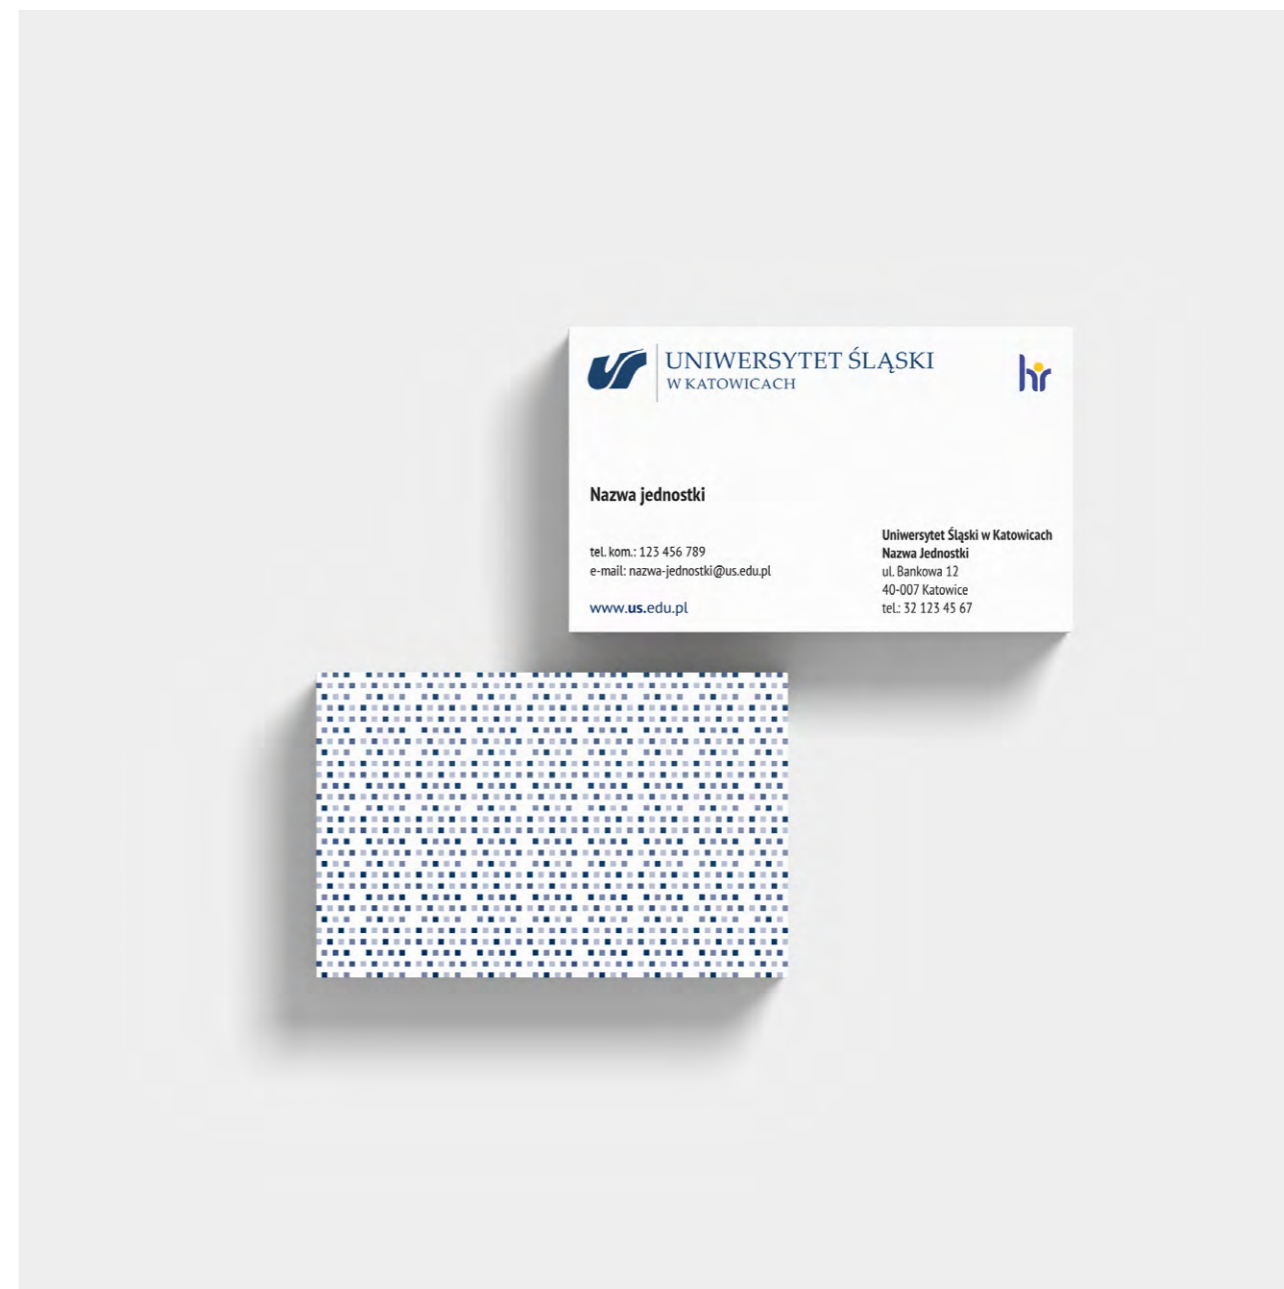 UNIWERSYTET ŚLĄSKI
W KATOWICACH
hr
Nazwa jednostki
tel. kom.: 123 456 789
e-mail: nazwa-jednostki@us.edu.pl
www.us.edu.pl
Uniwersytet Śląski w Katowicach
Nazwa Jednostki
ul. Bankowa 12
40-007 Katowice
tel.: 32 123 45 67